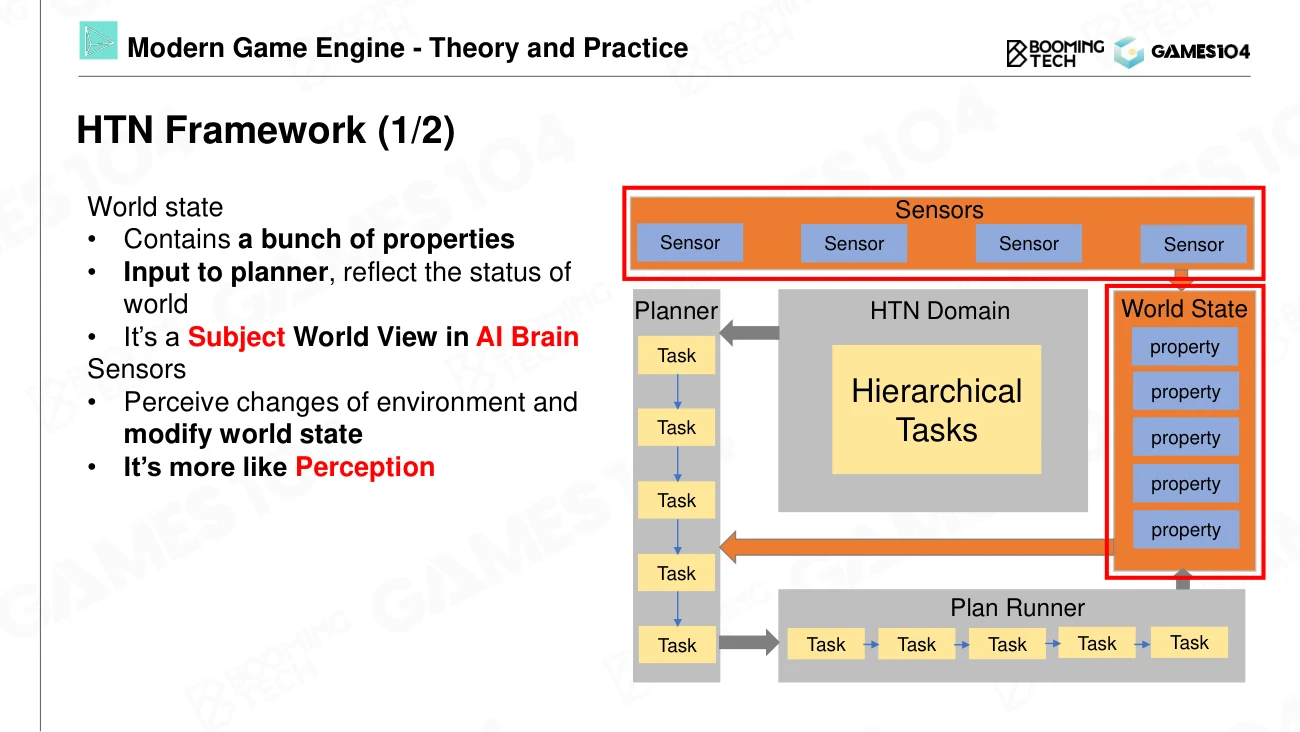 Modern Game Engine - Theory and Practice
BOOMING
TECH
GAMES104
HTN Framework (1/2)
World state
• Contains a bunch of properties
• Input to planner, reflect the status of
world
• It's a Subject World View in AI Brain
Sensors
• Perceive changes of environment and
modify world state
• It's more like Perception
Sensors
Sensor Sensor Sensor Sensor
Planner
Task
Task
Task
Task
Task
HTN Domain
Hierarchical
Tasks
World State
property
property
property
property
property
Plan Runner
Task Task Task Task Task